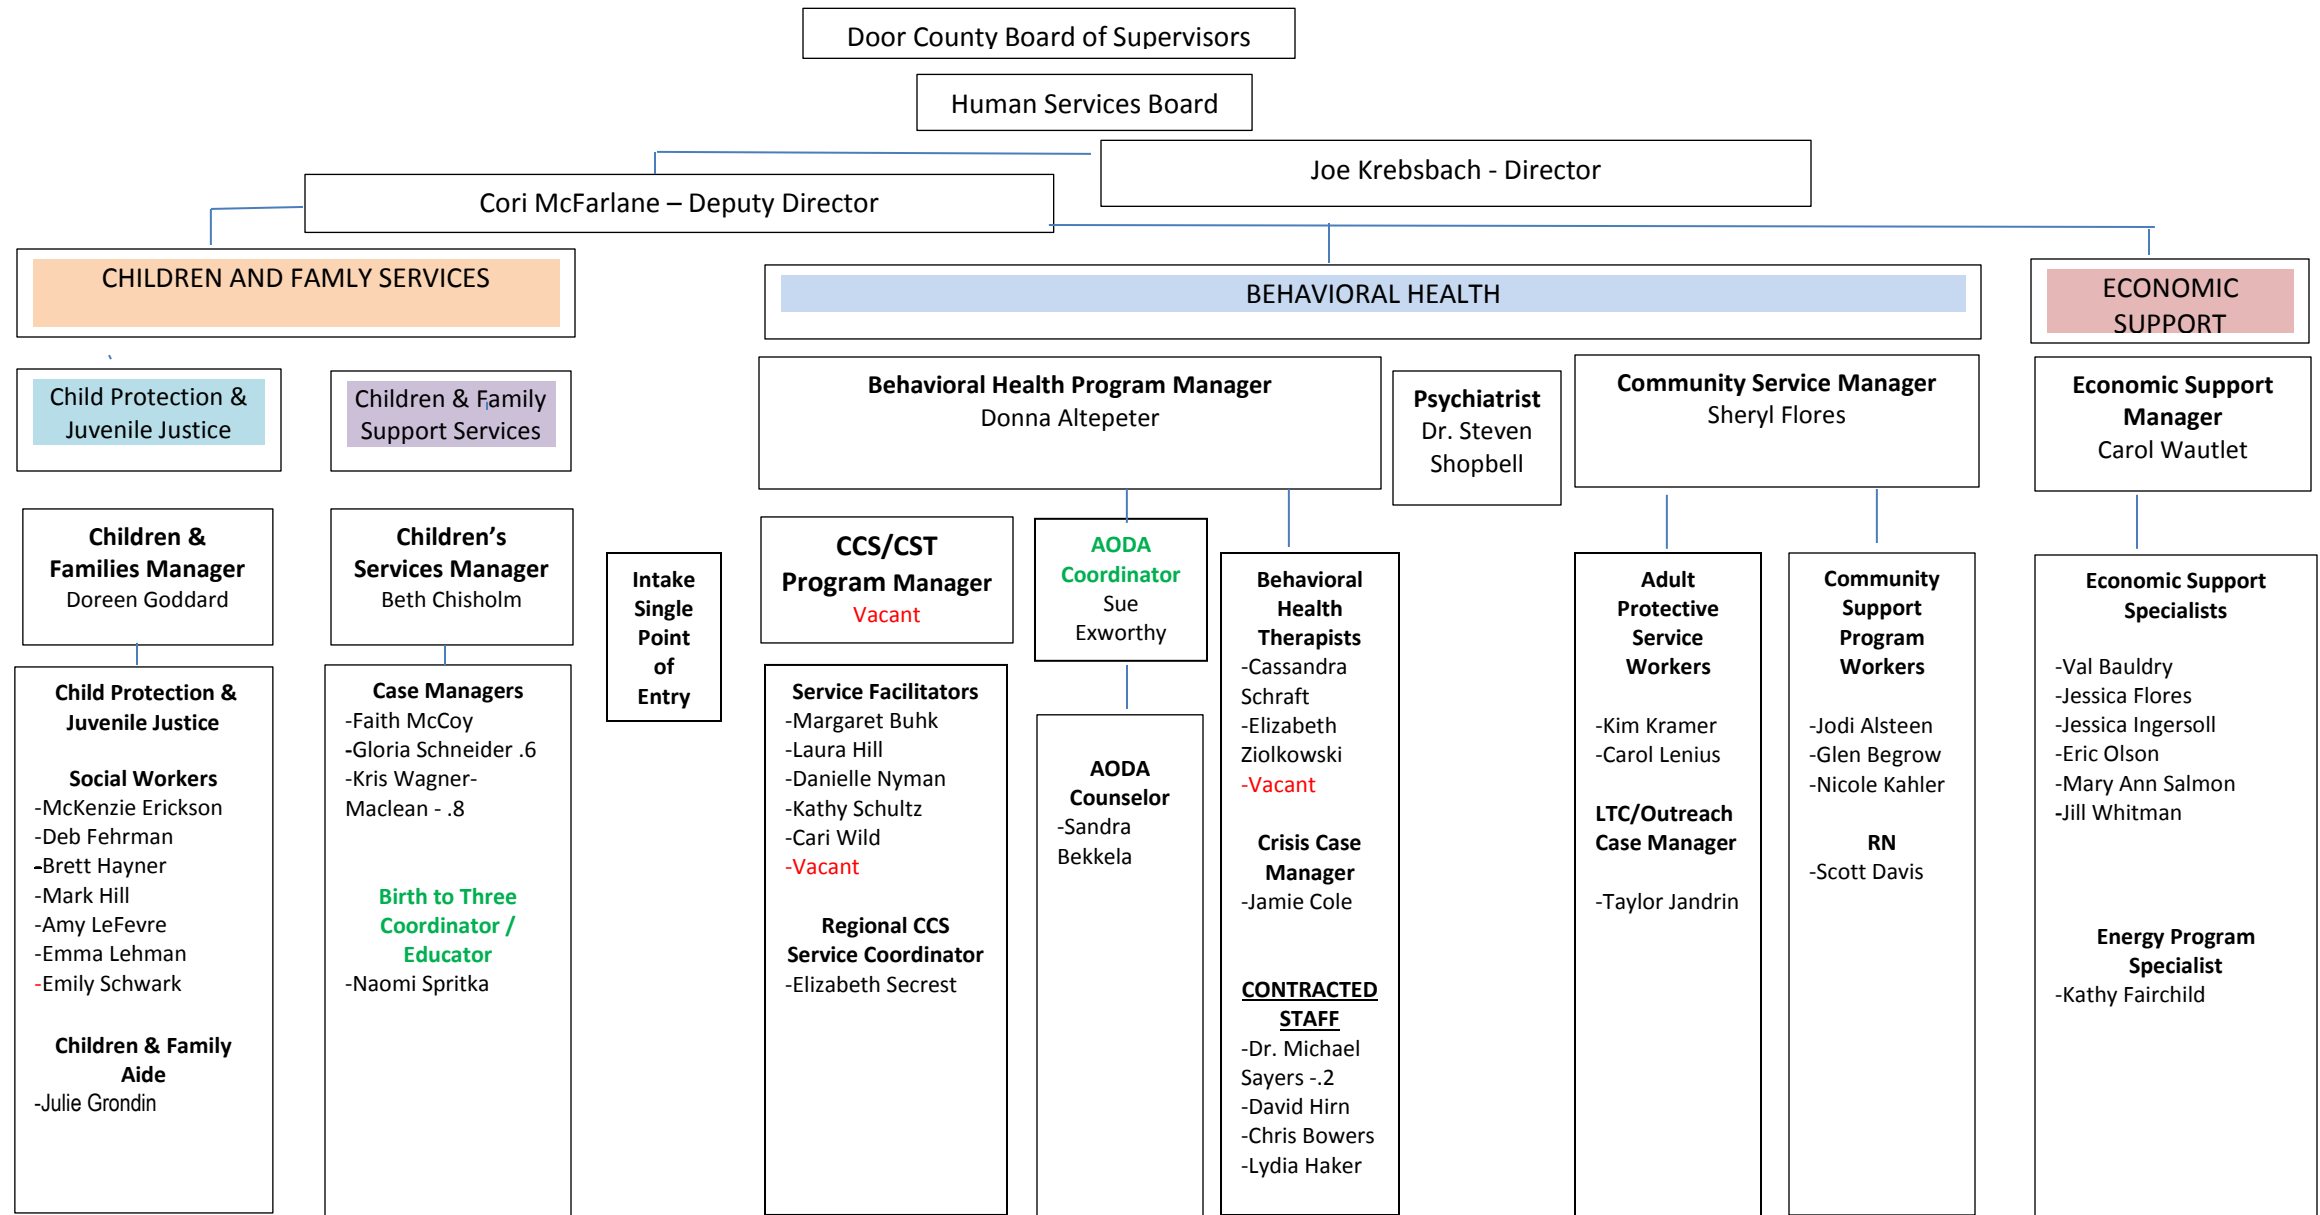 Door County Board of Supervisors
Human Services Board
Joe Krebsbach - Director
Cori McFarlane – Deputy Director
CHILDREN AND FAMLY SERVICES
BEHAVIORAL HEALTH
ECONOMIC
SUPPORT
Child Protection &
Juvenile Justice
Children & Family
Support Services
Behavioral Health Program Manager
Donna Altepeter
Psychiatrist
Dr. Steven
Shopbell
Community Service Manager
Sheryl Flores
Economic Support
Manager
Carol Wautlet
Children &
Families Manager
Doreen Goddard
Children’s
Services Manager
Beth Chisholm
Intake
Single
Point
of
Entry
CCS/CST
Program Manager
Vacant
AODA
Coordinator
Sue
Exworthy
Child Protection &
Juvenile Justice
Social Workers
-McKenzie Erickson
-Deb Fehrman
-Brett Hayner
-Mark Hill
-Amy LeFevre
-Emma Lehman
-Emily Schwark
Children & Family
Aide
-Julie Grondin
Case Managers
-Faith McCoy
-Gloria Schneider .6
-Kris Wagner-
Maclean - .8
Birth to Three
Coordinator /
Educator
-Naomi Spritka
Service Facilitators
-Margaret Buhk
-Laura Hill
-Danielle Nyman
-Kathy Schultz
-Cari Wild
-Vacant
Regional CCS
Service Coordinator
-Elizabeth Secrest
AODA
Counselor
-Sandra
Bekkela
Behavioral
Health
Therapists
-Cassandra
Schraft
-Elizabeth
Ziolkowski
-Vacant
Crisis Case
Manager
-Jamie Cole
CONTRACTED
STAFF
-Dr. Michael
Sayers -.2
-David Hirn
-Chris Bowers
-Lydia Haker
Adult
Protective
Service
Workers
-Kim Kramer
-Carol Lenius
LTC/Outreach
Case Manager
-Taylor Jandrin
Community
Support
Program
Workers
-Jodi Alsteen
-Glen Begrow
-Nicole Kahler
RN
-Scott Davis
Economic Support
Specialists
-Val Bauldry
-Jessica Flores
-Jessica Ingersoll
-Eric Olson
-Mary Ann Salmon
-Jill Whitman
Energy Program
Specialist
-Kathy Fairchild